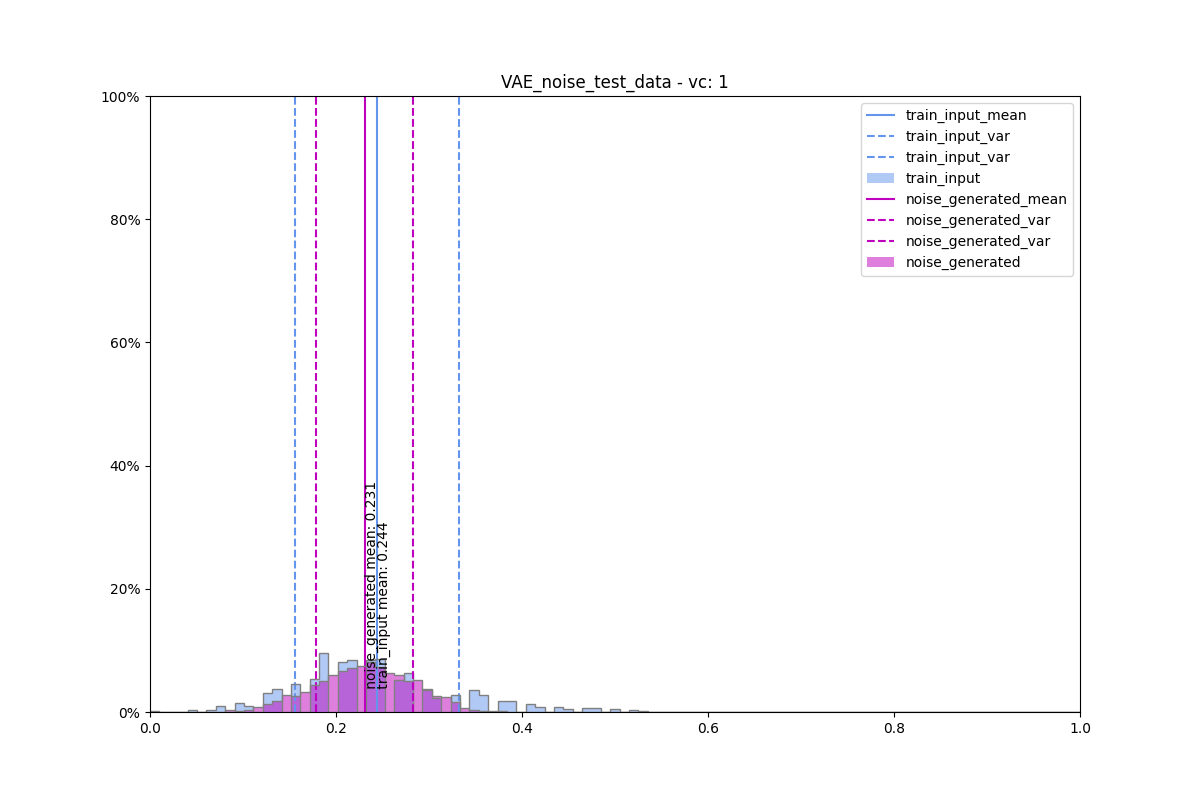 VAE_noise_test_data - vc: 1
100%
80%
60%
40%
20%
0%
train_input_mean
train_input_var
train_input_var
train_input
noise_generated_mean
noise_generated_var
noise_generated_var
noise_generated
noise_generated mean: 0.231
train_input mean: 0.244
0.0 0.2 0.4 0.6 0.8 1.0